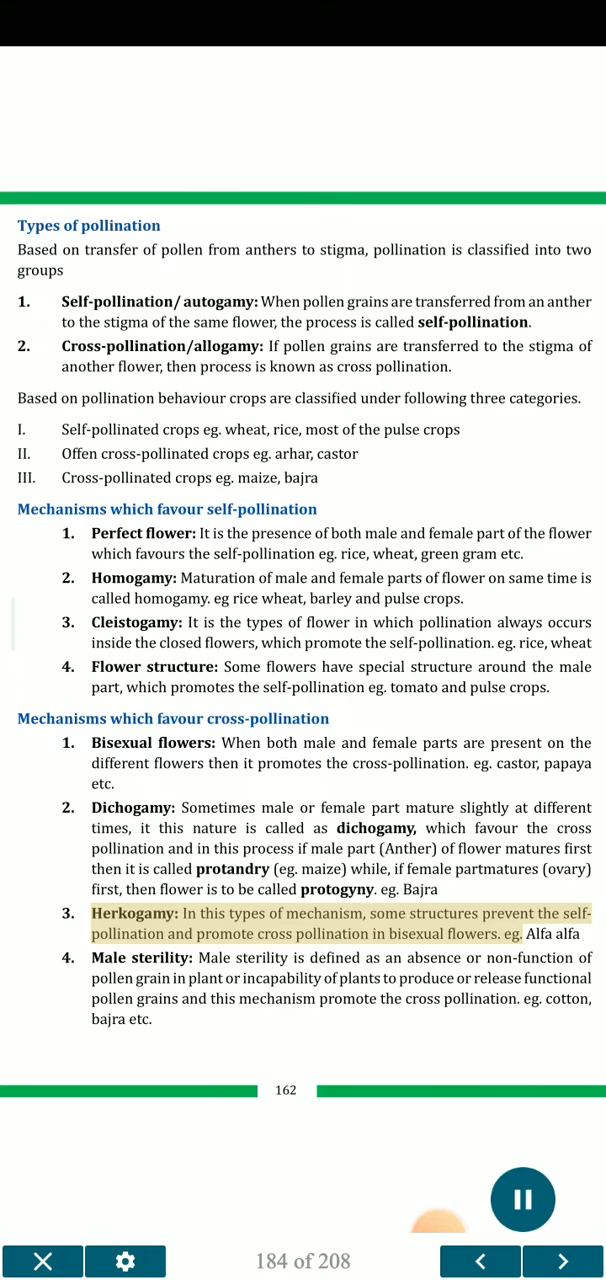 Types of pollination
Based on transfer of pollen from anthers to stigma, pollination is classified into two
groups
1. Self-pollination/ autogamy: When pollen grains are transferred from an anther
to the stigma of the same flower, the process is called self-pollination.
2. Cross-pollination/allogamy: If pollen grains are transferred to the stigma of
another flower, then process is known as cross pollination.
Based on pollination behaviour crops are classified under following three categories.
I. Self-pollinated crops eg. wheat, rice, most of the pulse crops
II. Offen cross-pollinated crops eg. arhar, castor
III. Cross-pollinated crops eg. maize, bajra
Mechanisms which favour self-pollination
1. Perfect flower: It is the presence of both male and female part of the flower
which favours the self-pollination eg. rice, wheat, green gram etc.
2. Homogamy: Maturation of male and female parts of flower on same time is
called homogamy. eg rice wheat, barley and pulse crops.
3. Cleistogamy: It is the types of flower in which pollination always occurs
inside the closed flowers, which promote the self-pollination. eg. rice, wheat
4. Flower structure: Some flowers have special structure around the male
part, which promotes the self-pollination eg. tomato and pulse crops.
Mechanisms which favour cross-pollination
1. Bisexual flowers: When both male and female parts are present on the
different flowers then it promotes the cross-pollination. eg. castor, papaya
etc.
2. Dichogamy: Sometimes male or female part mature slightly at different
times, it this nature is called as dichogamy, which favour the cross
pollination and in this process if male part (Anther) of flower matures first
then it is called protandry (eg. maize) while, if female partmatures (ovary)
first, then flower is to be called protogyny. eg. Bajra
3. Herkogamy: In this types of mechanism, some structures prevent the self-
pollination and promote cross pollination in bisexual flowers. eg. Alfa alfa
4. Male sterility: Male sterility is defined as an absence or non-function of
pollen grain in plant or incapability of plants to produce or release functional
pollen grains and this mechanism promote the cross pollination. eg. cotton,
bajra etc.
162
184 of 208